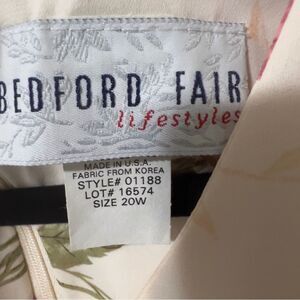 BEDFORD FAIR
lifestyles
MADE IN U.S.A.
FABRIC FROM KOREA
STYLE# 01188
LOT# 16574
SIZE 20W